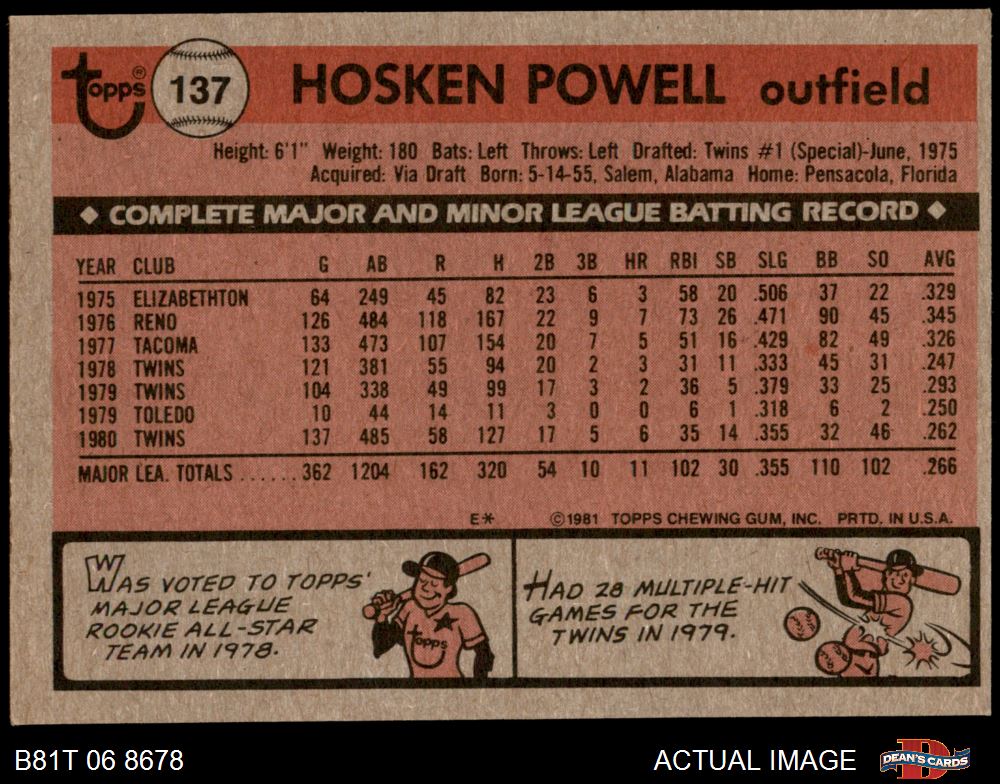 topps® 137 HOSKEN POWELL outfield
Height: 6'1" Weight: 180 Bats: Left Throws: Left Drafted: Twins #1 (Special)-June, 1975
Acquired: Via Draft Born: 5-14-55, Salem, Alabama Home: Pensacola, Florida
◆ COMPLETE MAJOR AND MINOR LEAGUE BATTING RECORD ◆
YEAR CLUB G AB R H 2B 3B HR RBI SB SLG BB SO AVG
1975 ELIZABETHTON 64 249 45 82 23 6 3 58 20 .506 37 22 .329
1976 RENO 126 484 118 167 22 9 7 73 26 .471 90 45 .345
1977 TACOMA 133 473 107 154 20 7 5 51 16 .429 82 49 .326
1978 TWINS 121 381 55 94 20 2 3 31 11 .333 45 31 .247
1979 TWINS 104 338 49 99 17 3 2 36 5 .379 33 25 .293
1979 TOLEDO 10 44 14 11 3 0 0 6 1 .318 6 2 .250
1980 TWINS 137 485 58 127 17 5 6 35 14 .355 32 46 .262
MAJOR LEA. TOTALS ...... 362 1204 162 320 54 10 11 102 30 .355 110 102 .266
E* ©1981 TOPPS CHEWING GUM, INC. PRTD. IN U.S.A.
WAS VOTED TO TOPPS'
MAJOR LEAGUE
ROOKIE ALL-STAR
TEAM IN 1978.
topps
HAD 28 MULTIPLE-HIT
GAMES FOR THE
TWINS IN 1979.
B81T 06 8678 ACTUAL IMAGE D DEAN'S CARDS